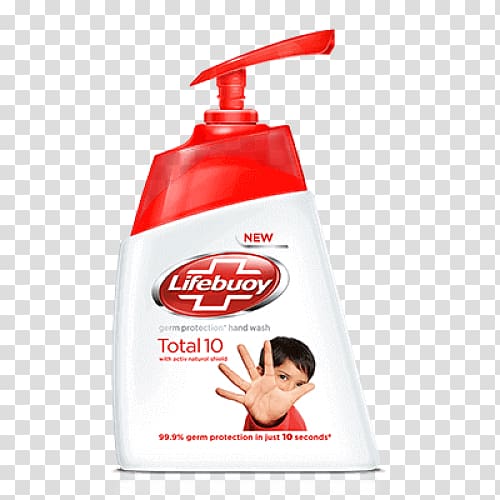 NEW
Lifebuoy
germ protection* hand wash
Total 10
with activ natural shield
99.9% germ protection in just 10 seconds*